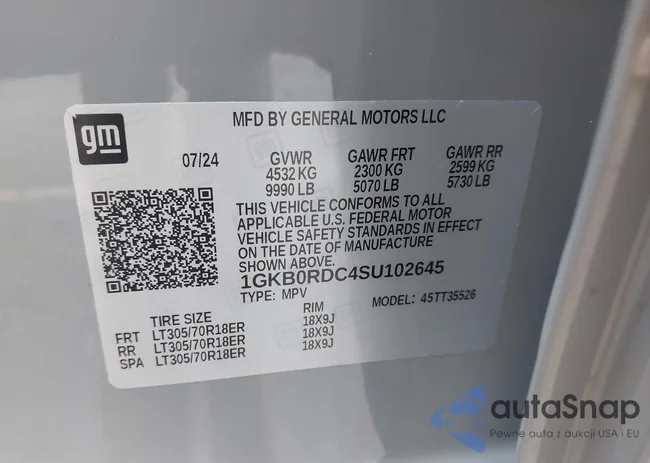 gm
MFD BY GENERAL MOTORS LLC
07/24 GVWR GAWR FRT GAWR RR
4532 KG 2300 KG 2599 KG
9990 LB 5070 LB 5730 LB
THIS VEHICLE CONFORMS TO ALL
APPLICABLE U.S. FEDERAL MOTOR
VEHICLE SAFETY STANDARDS IN EFFECT
ON THE DATE OF MANUFACTURE
SHOWN ABOVE.
1GKB0RDC4SU102645
TYPE: MPV MODEL: 45TT35526
TIRE SIZE RIM
FRT LT305/70R18ER 18X9J
RR LT305/70R18ER 18X9J
SPA LT305/70R18ER 18X9J
autaSnap
Pewne auta z aukcji USA i EU